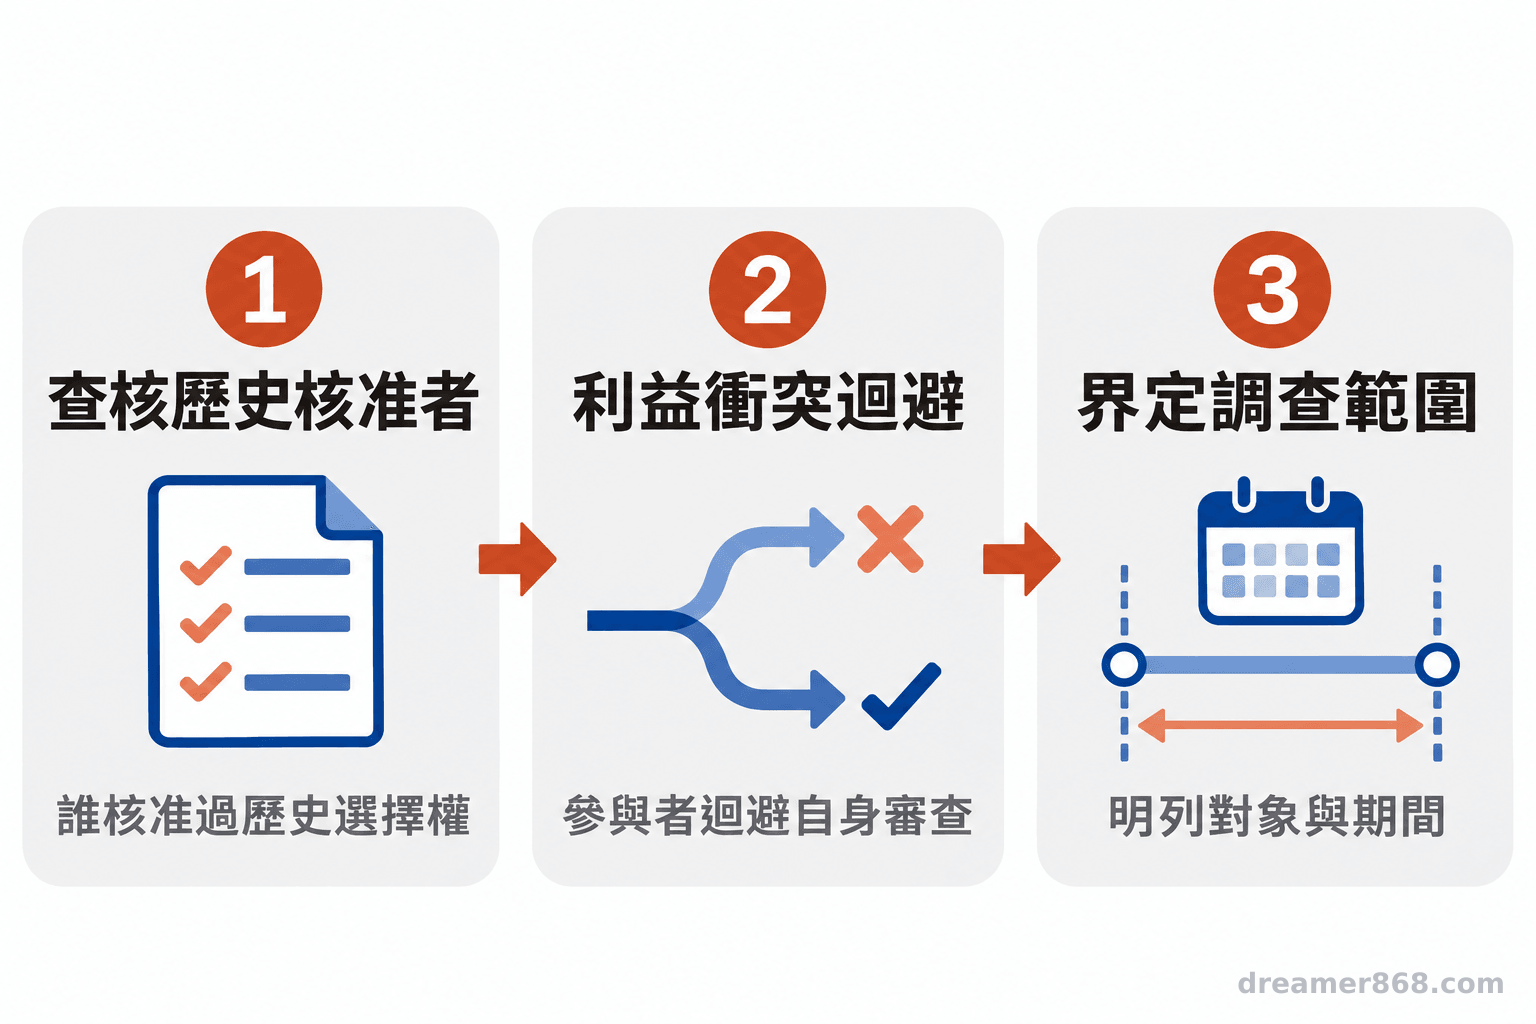 1
查核歷史核准者
誰核准過歷史選擇權
2
利益衝突迴避
參與者迴避自身審查
3
界定調查範圍
明列對象與期間
dreamer868.com